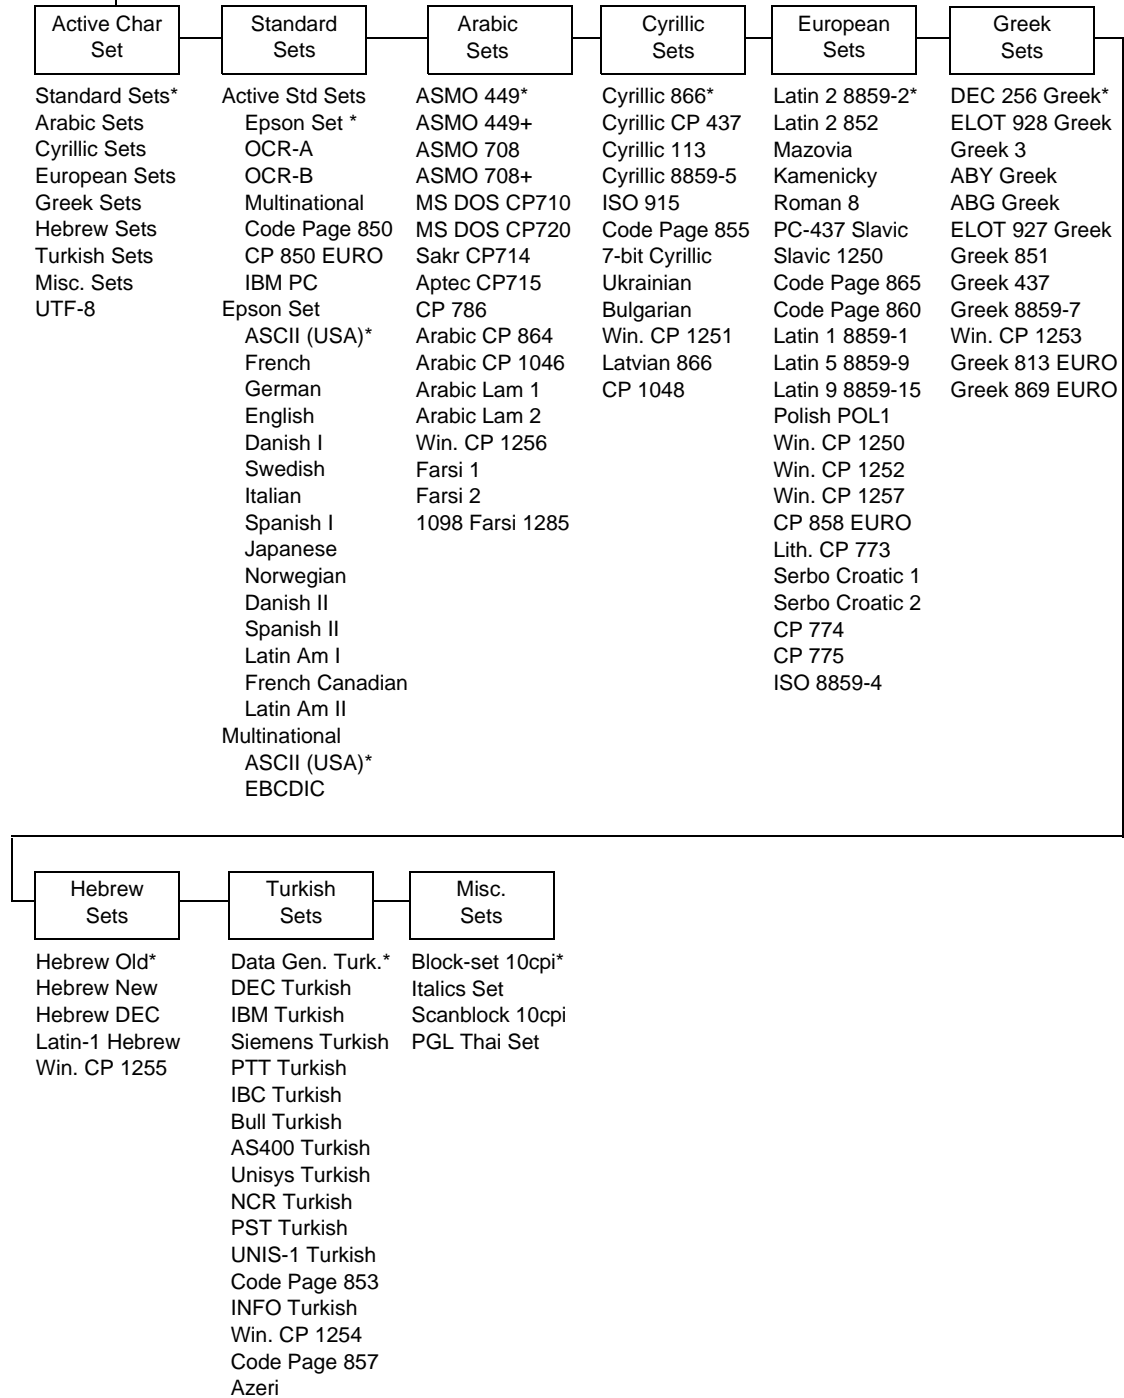 Active Char
Set
Standard
Sets
Arabic
Sets
Cyrillic
Sets
European
Sets
Greek
Sets
Standard Sets*
Arabic Sets
Cyrillic Sets
European Sets
Greek Sets
Hebrew Sets
Turkish Sets
Misc. Sets
UTF-8
Active Std Sets
Epson Set *
OCR-A
OCR-B
Multinational
Code Page 850
CP 850 EURO
IBM PC
Epson Set
ASCII (USA)*
French
German
English
Danish I
Swedish
Italian
Spanish I
Japanese
Norwegian
Danish II
Spanish II
Latin Am I
French Canadian
Latin Am II
Multinational
ASCII (USA)*
EBCDIC
ASMO 449*
ASMO 449+
ASMO 708
ASMO 708+
MS DOS CP710
MS DOS CP720
Sakr CP714
Aptec CP715
CP 786
Arabic CP 864
Arabic CP 1046
Arabic Lam 1
Arabic Lam 2
Win. CP 1256
Farsi 1
Farsi 2
1098 Farsi 1285
Cyrillic 866*
Cyrillic CP 437
Cyrillic 113
Cyrillic 8859-5
ISO 915
Code Page 855
7-bit Cyrillic
Ukrainian
Bulgarian
Win. CP 1251
Latvian 866
CP 1048
Latin 2 8859-2*
Latin 2 852
Mazovia
Kamenicky
Roman 8
PC-437 Slavic
Slavic 1250
Code Page 865
Code Page 860
Latin 1 8859-1
Latin 5 8859-9
Latin 9 8859-15
Polish POL1
Win. CP 1250
Win. CP 1252
Win. CP 1257
CP 858 EURO
Lith. CP 773
Serbo Croatic 1
Serbo Croatic 2
CP 774
CP 775
ISO 8859-4
DEC 256 Greek*
ELOT 928 Greek
Greek 3
ABY Greek
ABG Greek
ELOT 927 Greek
Greek 851
Greek 437
Greek 8859-7
Win. CP 1253
Greek 813 EURO
Greek 869 EURO
Hebrew
Sets
Turkish
Sets
Misc.
Sets
Hebrew Old*
Hebrew New
Hebrew DEC
Latin-1 Hebrew
Win. CP 1255
Data Gen. Turk.*
DEC Turkish
IBM Turkish
Siemens Turkish
PTT Turkish
IBC Turkish
Bull Turkish
AS400 Turkish
Unisys Turkish
NCR Turkish
PST Turkish
UNIS-1 Turkish
Code Page 853
INFO Turkish
Win. CP 1254
Code Page 857
Azeri
Block-set 10cpi*
Italics Set
Scanblock 10cpi
PGL Thai Set